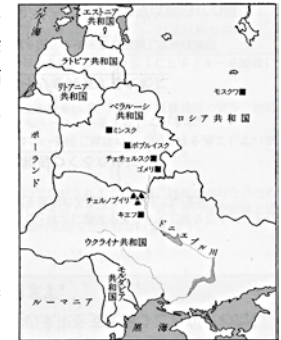 バルト海
エストニア
共和国
ラトビア共和国
リトアニア
共和国
ベラルーシ
共和国
モスクワ
ロシア共和国
ミンスク
ボブルイスク
チェチェルスク
ゴメリ
ポーランド
チェルノブイリ
キエフ
ドニエプル川
ウクライナ共和国
モルダビア
共和国
ルーマニア
黒海